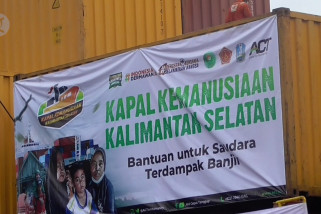 ACT
KAPAL KEMANUSIAAN
KALIMANTAN SELATAN
Bantuan untuk Saudara
Terdampak Banjir